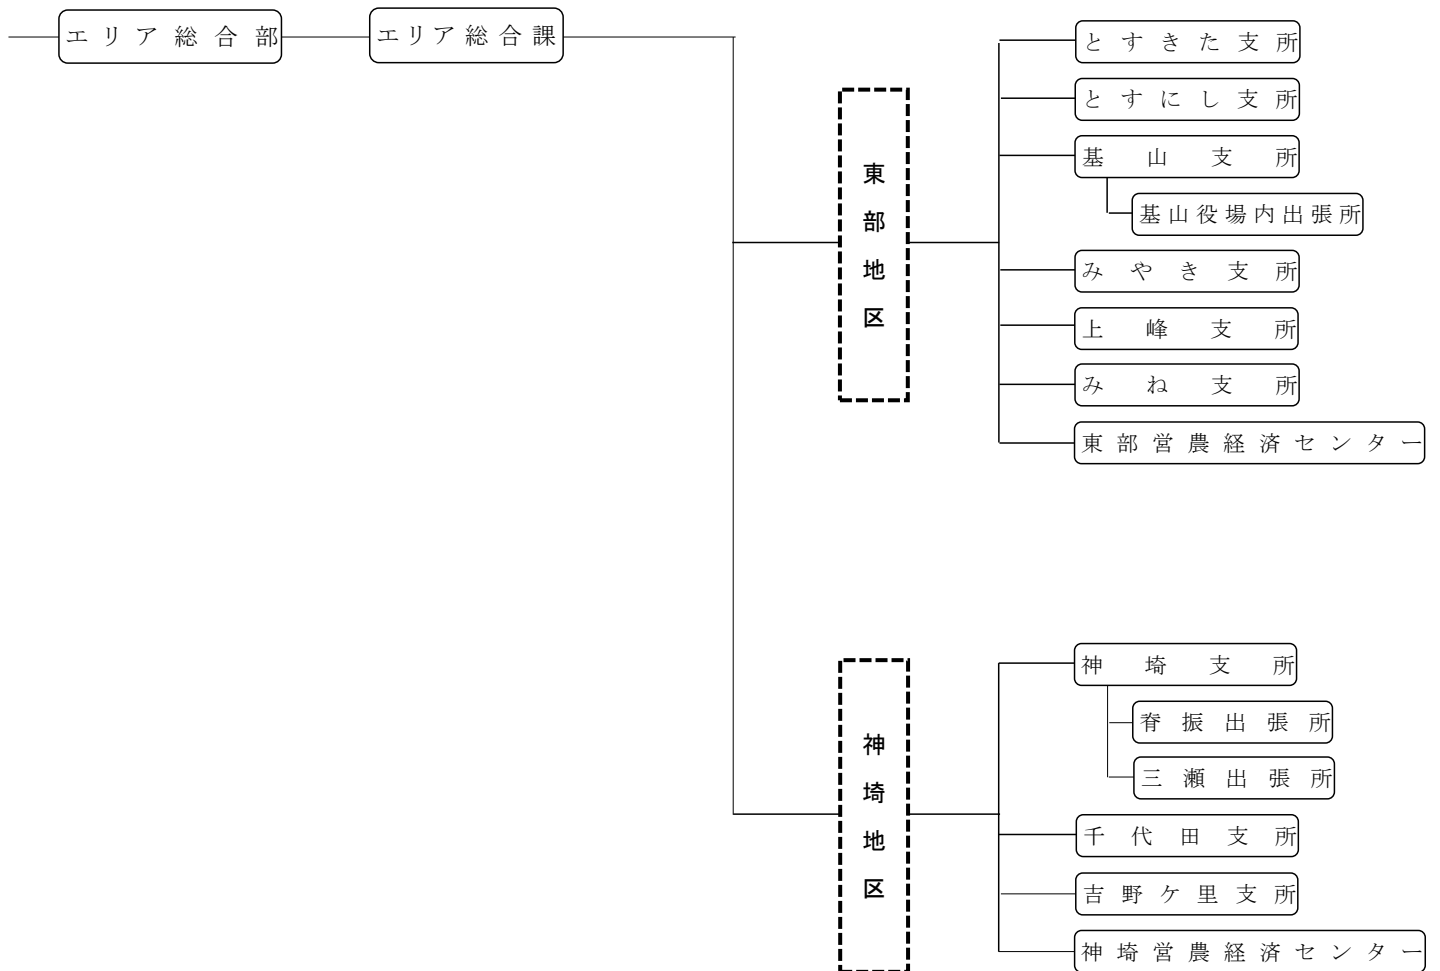 エリア総合部
エリア総合課
東部地区
とすきた支所
とすにし支所
基山支所
基山役場内出張所
みやき支所
上峰支所
みね支所
東部営農経済センター
神埼地区
神埼支所
脊振出張所
三瀬出張所
千代田支所
吉野ケ里支所
神埼営農経済センター